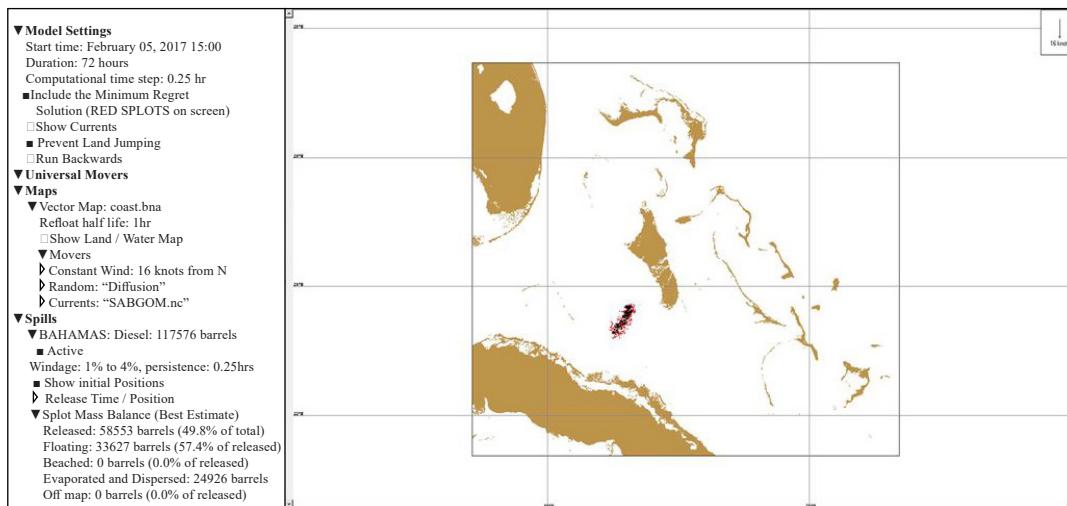 ▼Model Settings
Start time: February 05, 2017 15:00
Duration: 72 hours
Computational time step: 0.25 hr
■Include the Minimum Regret
Solution (RED SPLOTS on screen)
□Show Currents
■ Prevent Land Jumping
□Run Backwards
▼Universal Movers
▼Maps
▼Vector Map: coast.bna
Refloat half life: 1hr
□Show Land / Water Map
▼Movers
Constant Wind: 16 knots from N
Random: “Diffusion”
Currents: “SABGOM.nc”
▼Spills
▼BAHAMAS: Diesel: 117576 barrels
■ Active
Windage: 1% to 4%, persistence: 0.25hrs
■ Show initial Positions
Release Time / Position
▼Splot Mass Balance (Best Estimate)
Released: 58553 barrels (49.8% of total)
Floating: 33627 barrels (57.4% of released)
Beached: 0 barrels (0.0% of released)
Evaporated and Dispersed: 24926 barrels
Off map: 0 barrels (0.0% of released)
16 knots